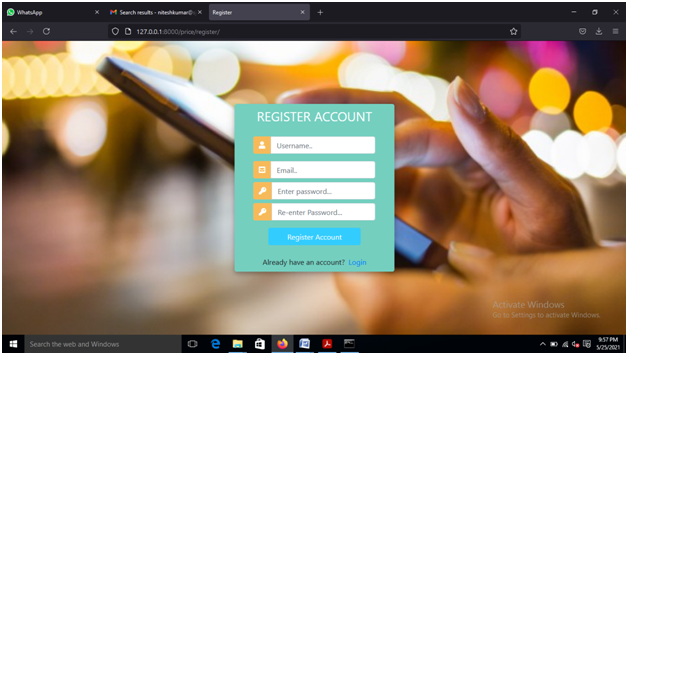 WhatsApp
Search results - niteshkumar@
Register
127.0.0.1:8000/price/register/
REGISTER ACCOUNT
Username..
Email..
Enter password...
Re-enter Password...
Register Account
Already have an account? Login
Activate Windows
Go to Settings to activate Windows.
Search the web and Windows
9:57 PM
5/25/2021